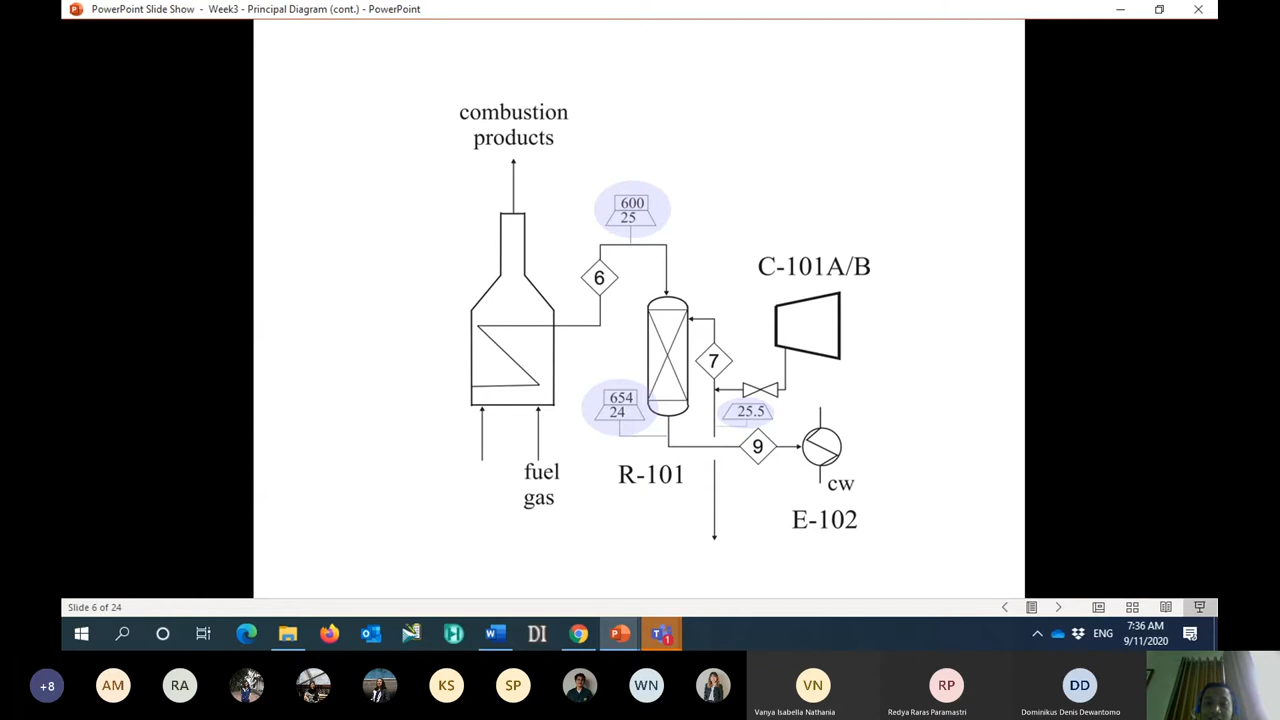 PowerPoint Slide Show - Week3 - Principal Diagram (cont.) - PowerPoint
combustion
products
600
25
6
C-101A/B
7
654
24
25.5
9
fuel
gas
R-101
cw
E-102
Slide 6 of 24
DI
1
ENG
7:36 AM
9/11/2020
+8
AM
RA
KS
SP
WN
VN
RP
DD
Vanya Isabella Nathania
Redya Raras Paramastri
Dominikus Denis Dewantomo